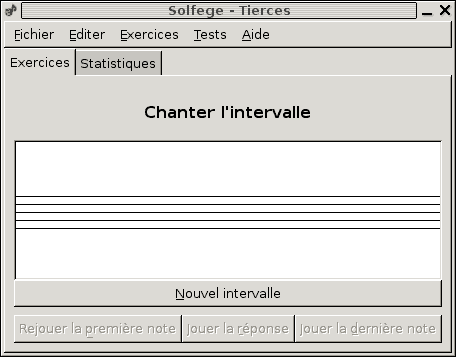 Solfege - Tierces
Fichier Editer Exercices Tests Aide
Exercices Statistiques
Chanter l'intervalle
Nouvel intervalle
Rejouer la première note Jouer la réponse Jouer la dernière note